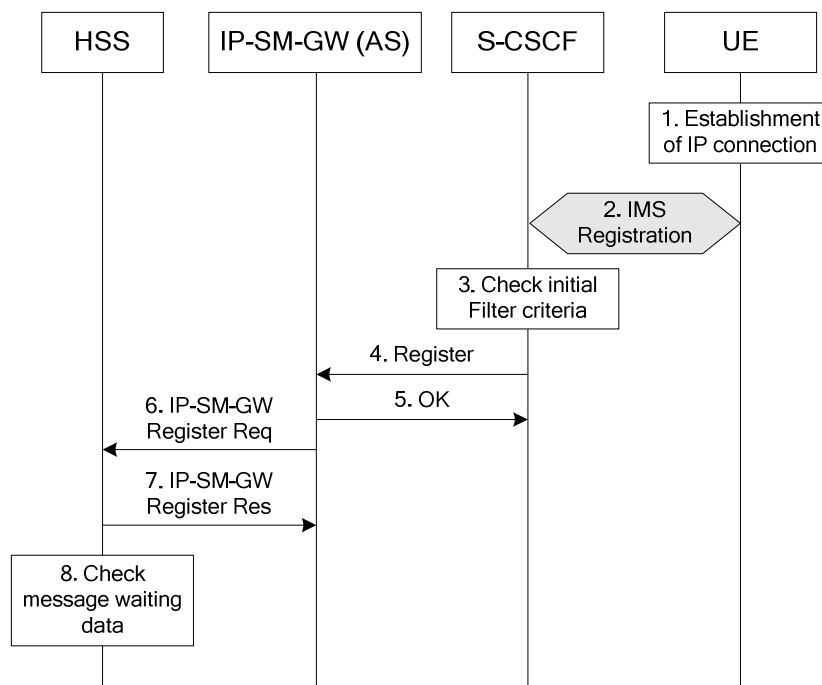 HSS
IP-SM-GW (AS)
S-CSCF
UE
1. Establishment
of IP connection
2. IMS
Registration
3. Check initial
Filter criteria
4. Register
5. OK
6. IP-SM-GW
Register Req
7. IP-SM-GW
Register Res
8. Check
message waiting
data